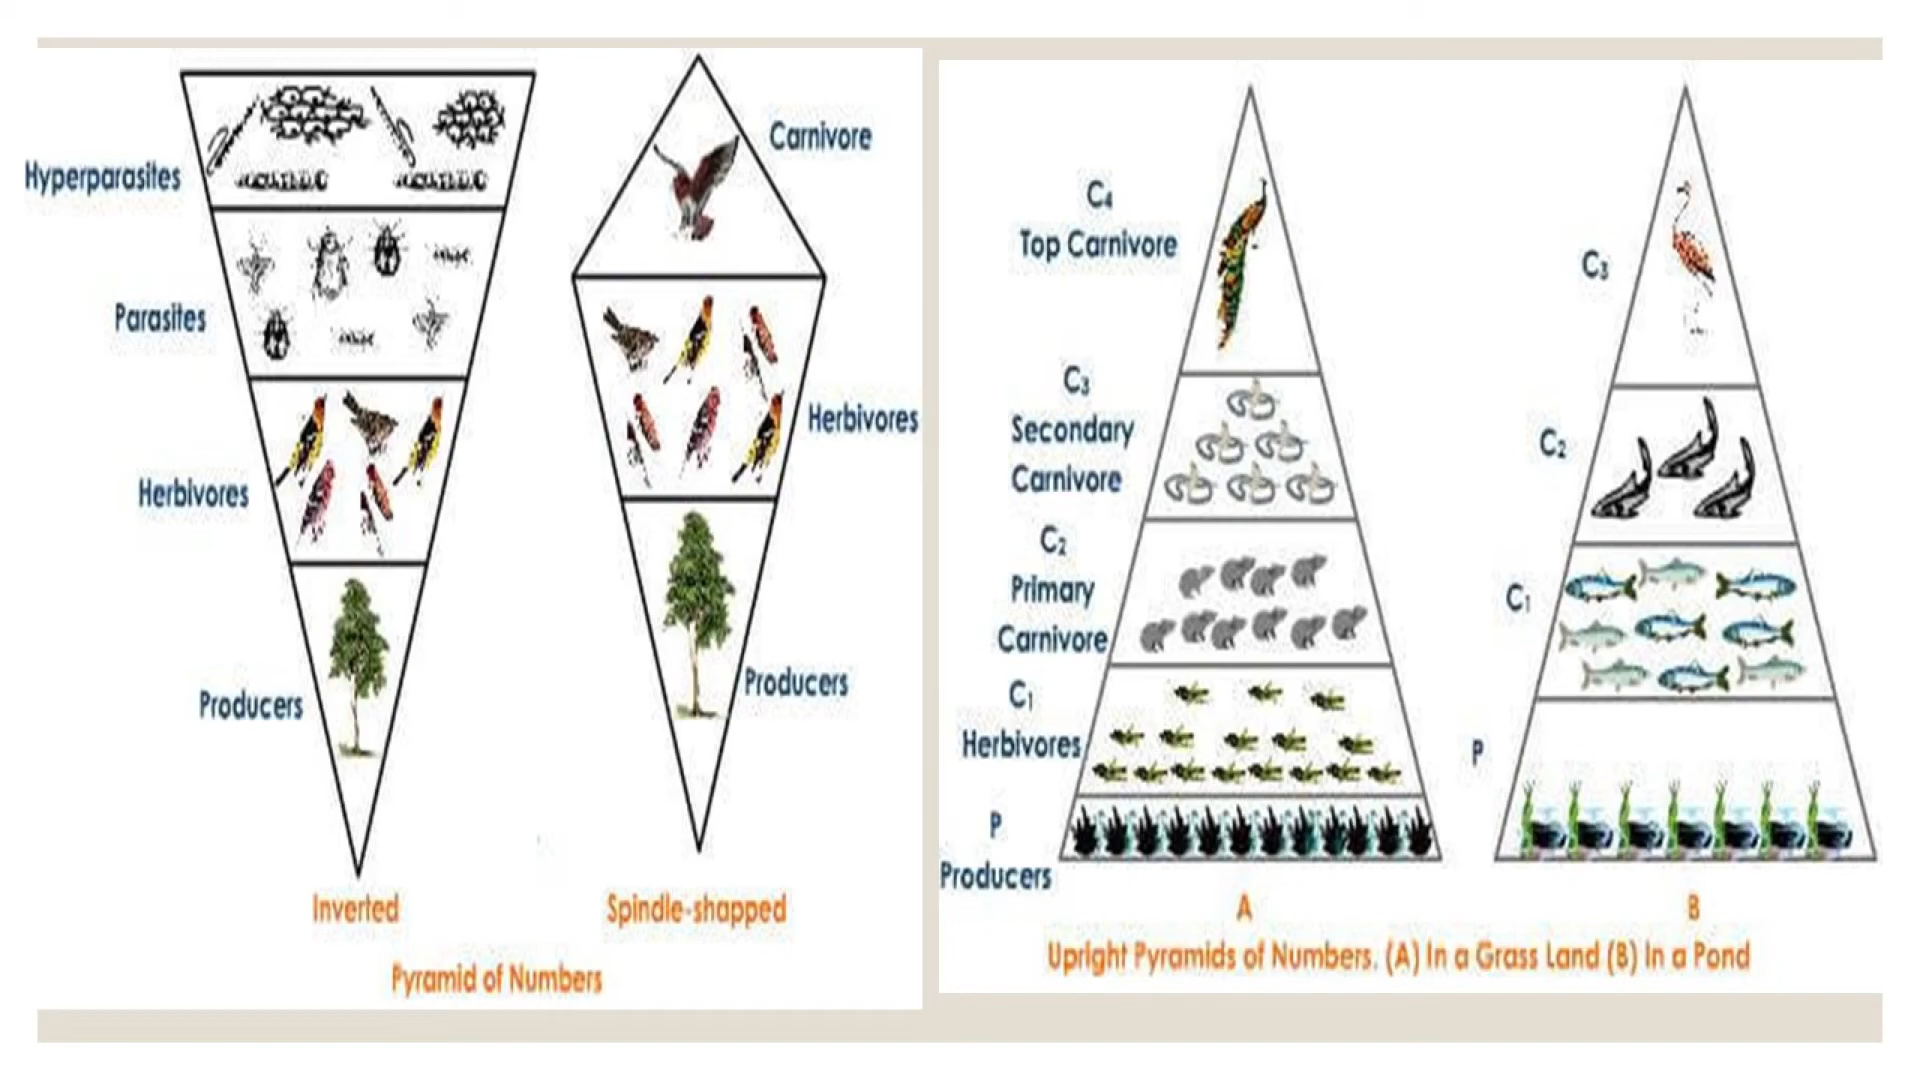 Hyperparasites
Parasites
Herbivores
Producers
Inverted
Carnivore
Herbivores
Producers
Spindle-shapped
Pyramid of Numbers
C4
Top Carnivore
C3
Secondary
Carnivore
C2
Primary
Carnivore
C1
Herbivores
P
Producers
A
C3
C2
C1
P
B
Upright Pyramids of Numbers. (A) In a Grass Land (B) In a Pond